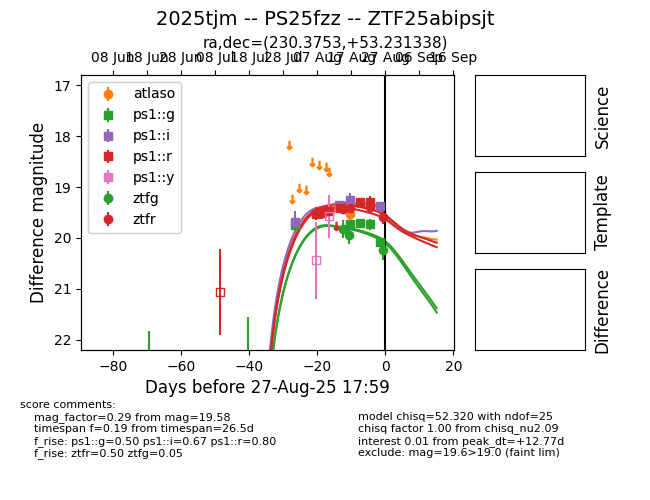 2025tjm -- PS25fzz -- ZTF25abipsjt
ra,dec=(230.3753,+53.231338)
08 Jun 18 Jun 28 Jun 08 Jul 18 Jul 28 Jul 07 Aug 17 Aug 27 Aug 06 Sep 16 Sep
17
18
19
20
21
22
Difference magnitude
atlaso
ps1::g
ps1::i
ps1::r
ps1::y
ztfg
ztfr
−80 −60 −40 −20 0 20
Days before 27-Aug-25 17:59
Science
Template
Difference
score comments:
mag_factor=0.29 from mag=19.58
timespan f=0.19 from timespan=26.5d
f_rise: ps1::g=0.50 ps1::i=0.67 ps1::r=0.80
f_rise: ztfr=0.50 ztfg=0.05
model chisq=52.320 with ndof=25
chisq factor 1.00 from chisq_nu2.09
interest 0.01 from peak_dt=+12.77d
exclude: mag=19.6>19.0 (faint lim)